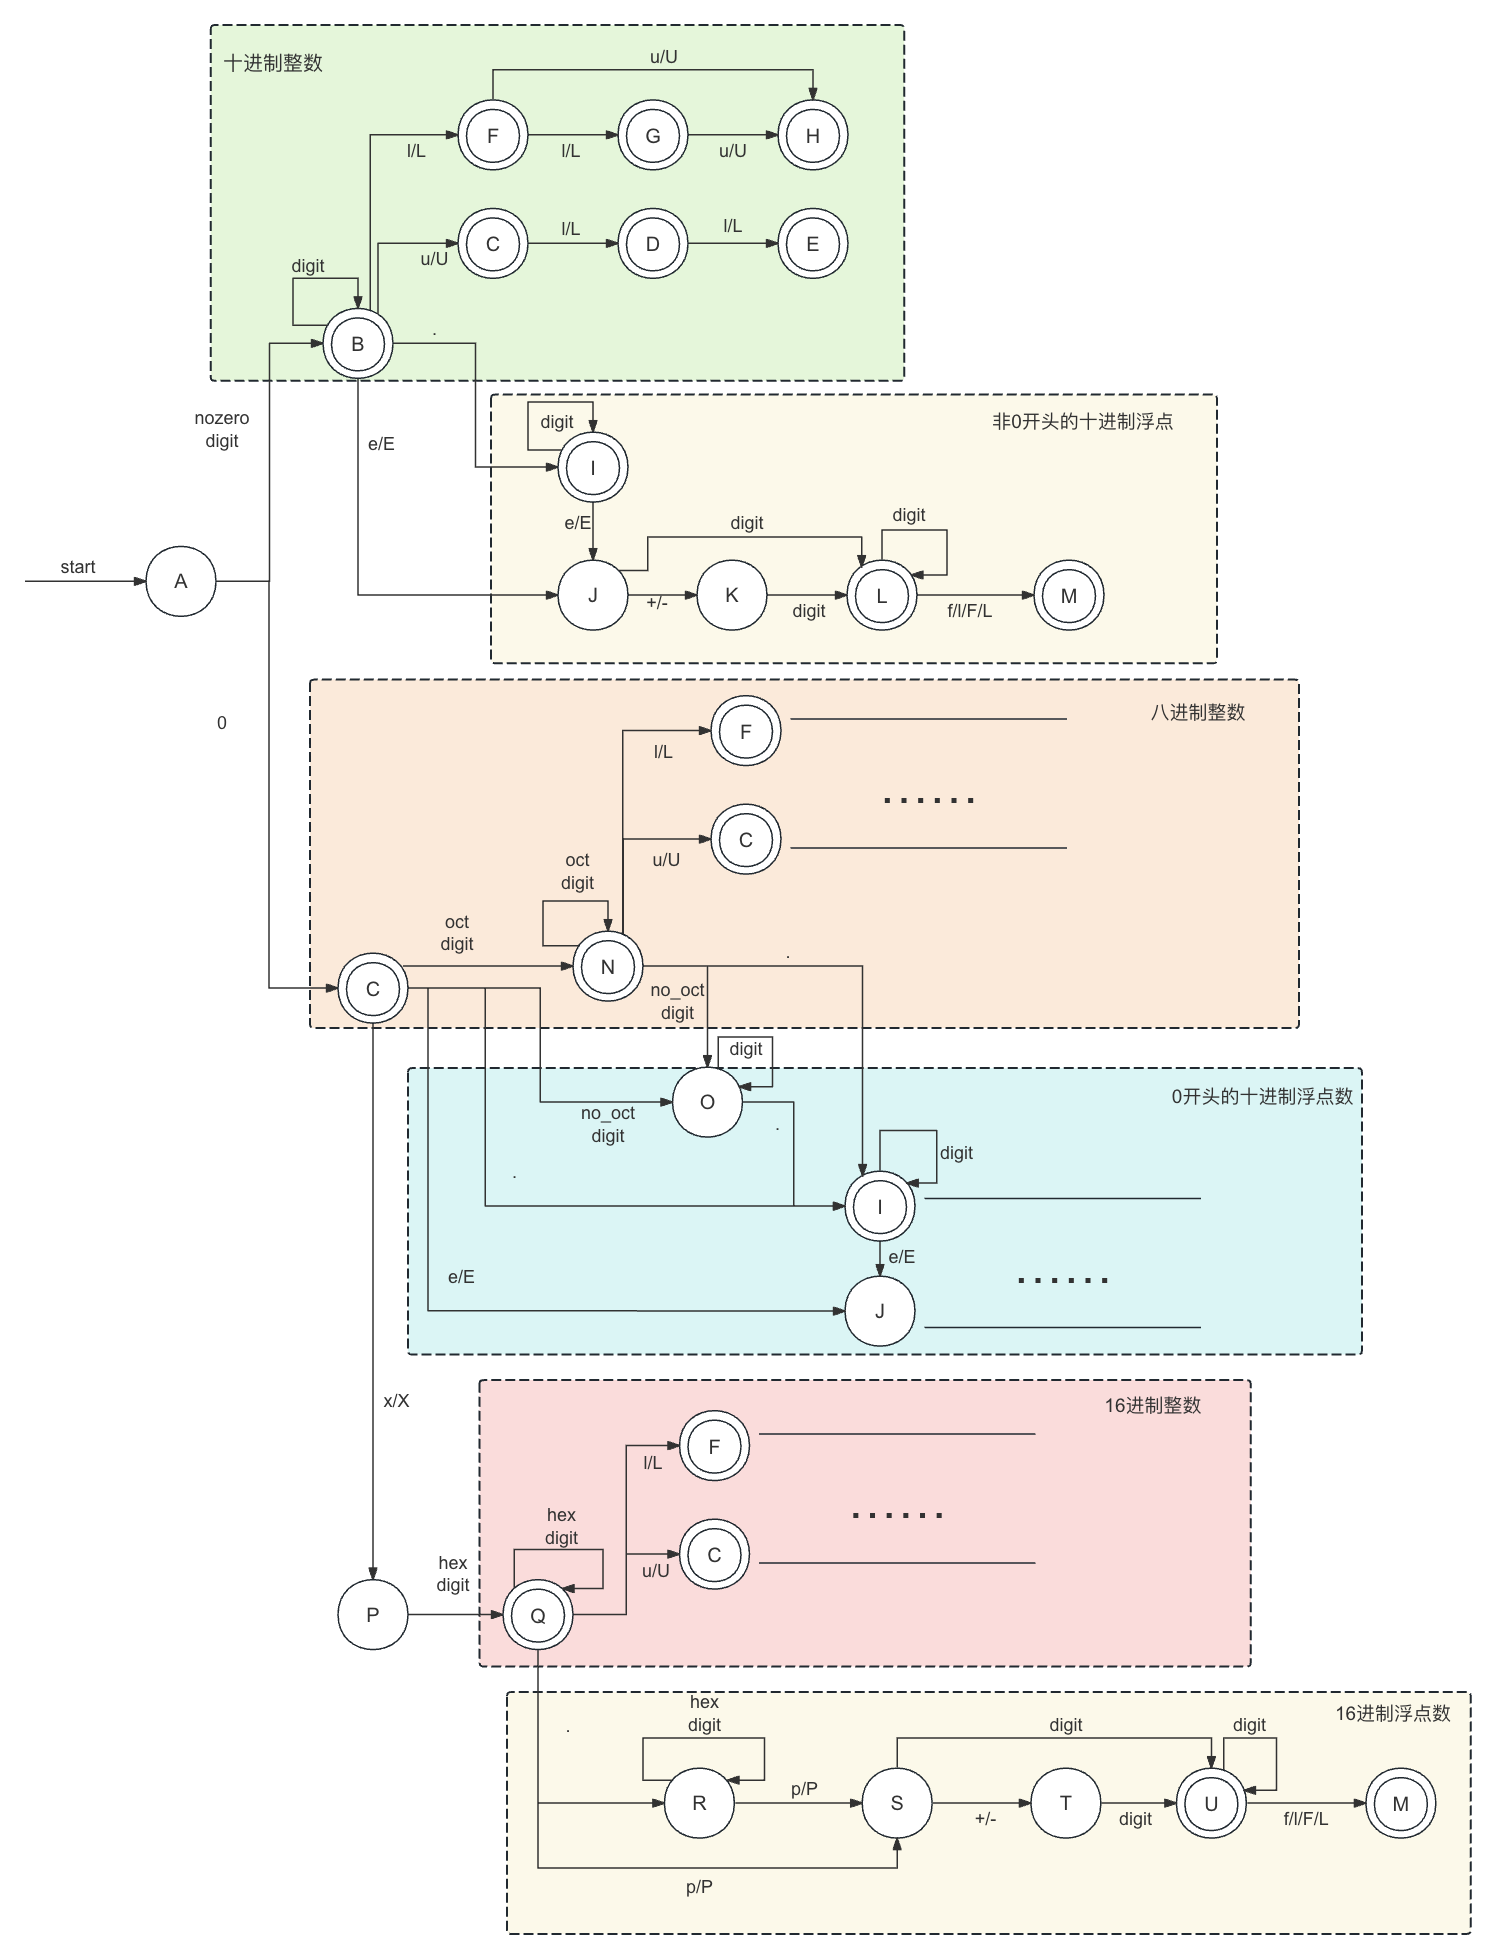 十进制整数
u/U
F
G
H
l/L
l/L
u/U
l/L
l/L
C
D
E
u/U
digit
.
B
nozero
digit
e/E
非0开头的十进制浮点
digit
I
e/E
digit
digit
start
A
J
K
L
M
+/-
digit
f/l/F/L
0
八进制整数
F
l/L
......
C
u/U
oct
digit
oct
digit
N
.
C
no_oct
digit
digit
0开头的十进制浮点数
O
no_oct
digit
.
digit
.
I
e/E
e/E
......
J
x/X
16进制整数
F
l/L
hex
digit
......
C
u/U
hex
digit
P
Q
hex
digit
16进制浮点数
.
digit
digit
p/P
R
S
T
U
M
+/-
digit
f/l/F/L
p/P